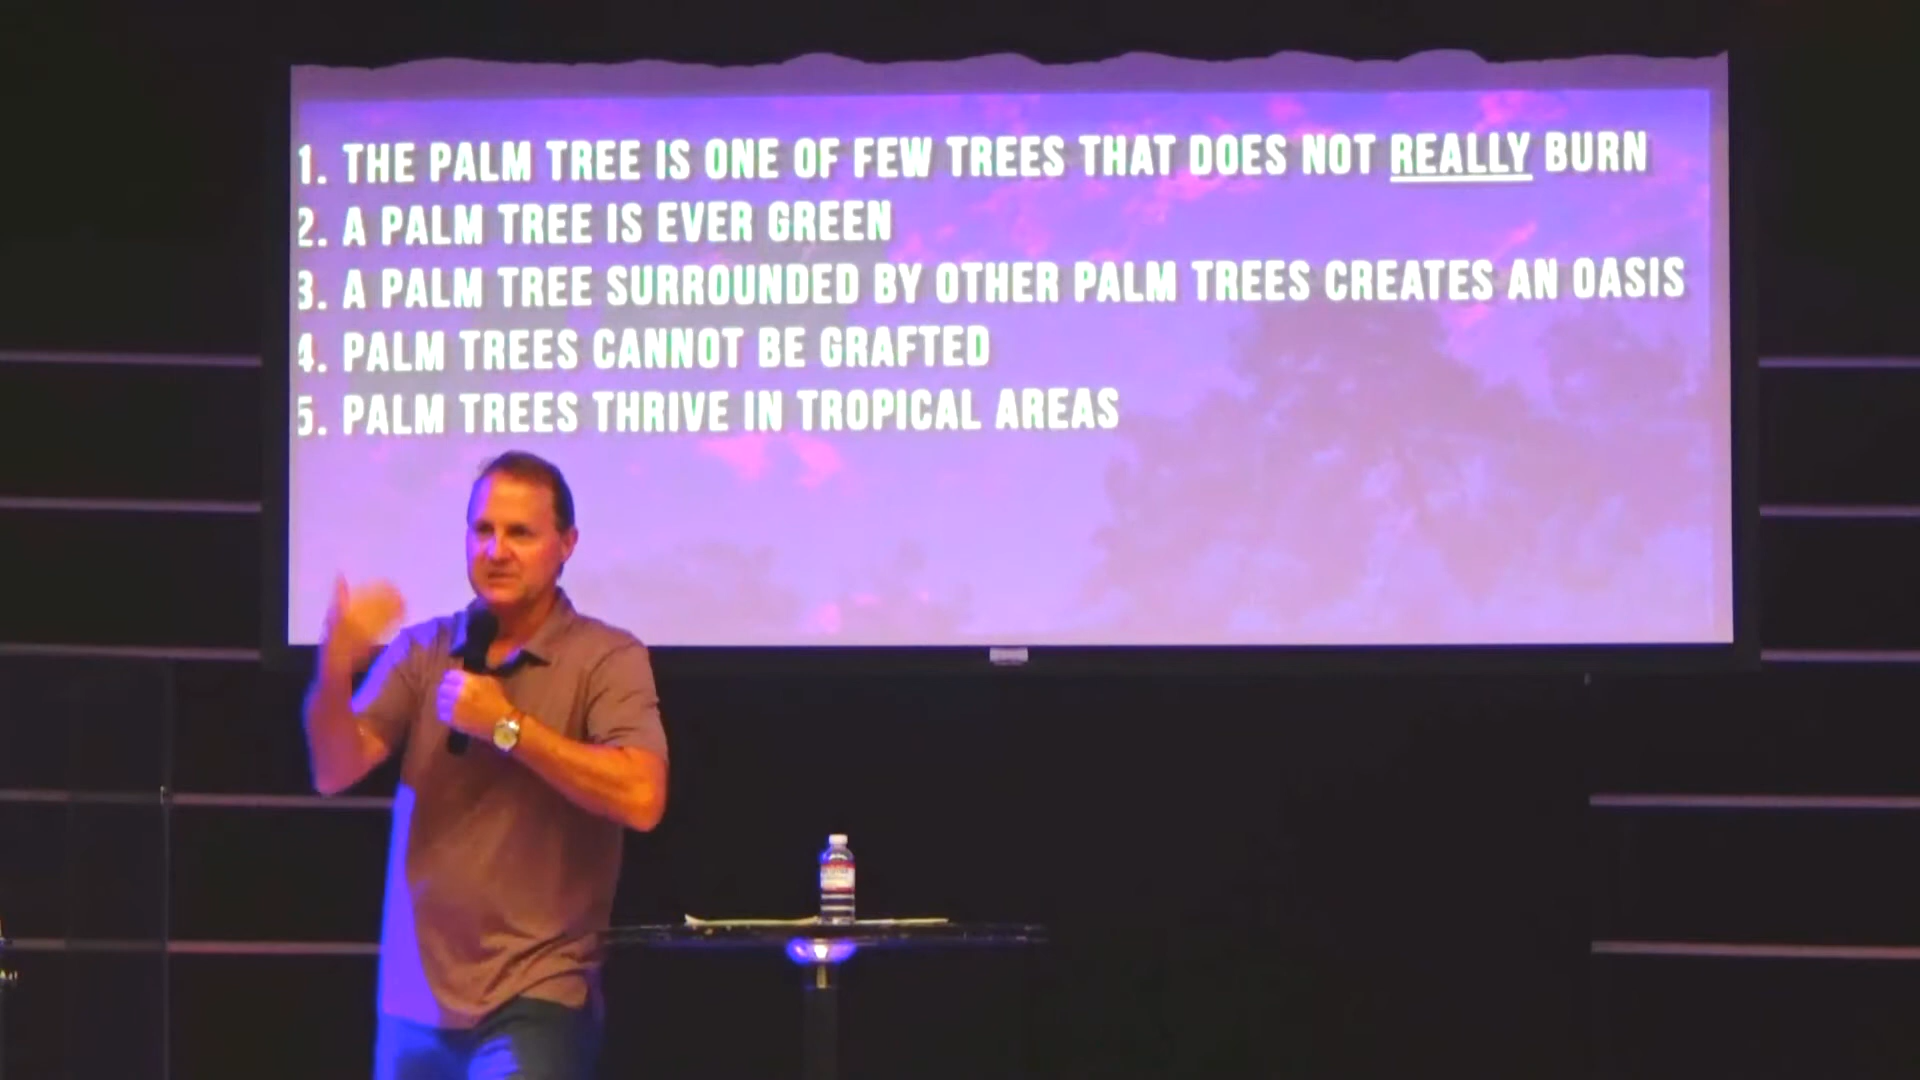 1. THE PALM TREE IS ONE OF FEW TREES THAT DOES NOT REALLY BURN
2. A PALM TREE IS EVER GREEN
3. A PALM TREE SURROUNDED BY OTHER PALM TREES CREATES AN OASIS
4. PALM TREES CANNOT BE GRAFTED
5. PALM TREES THRIVE IN TROPICAL AREAS